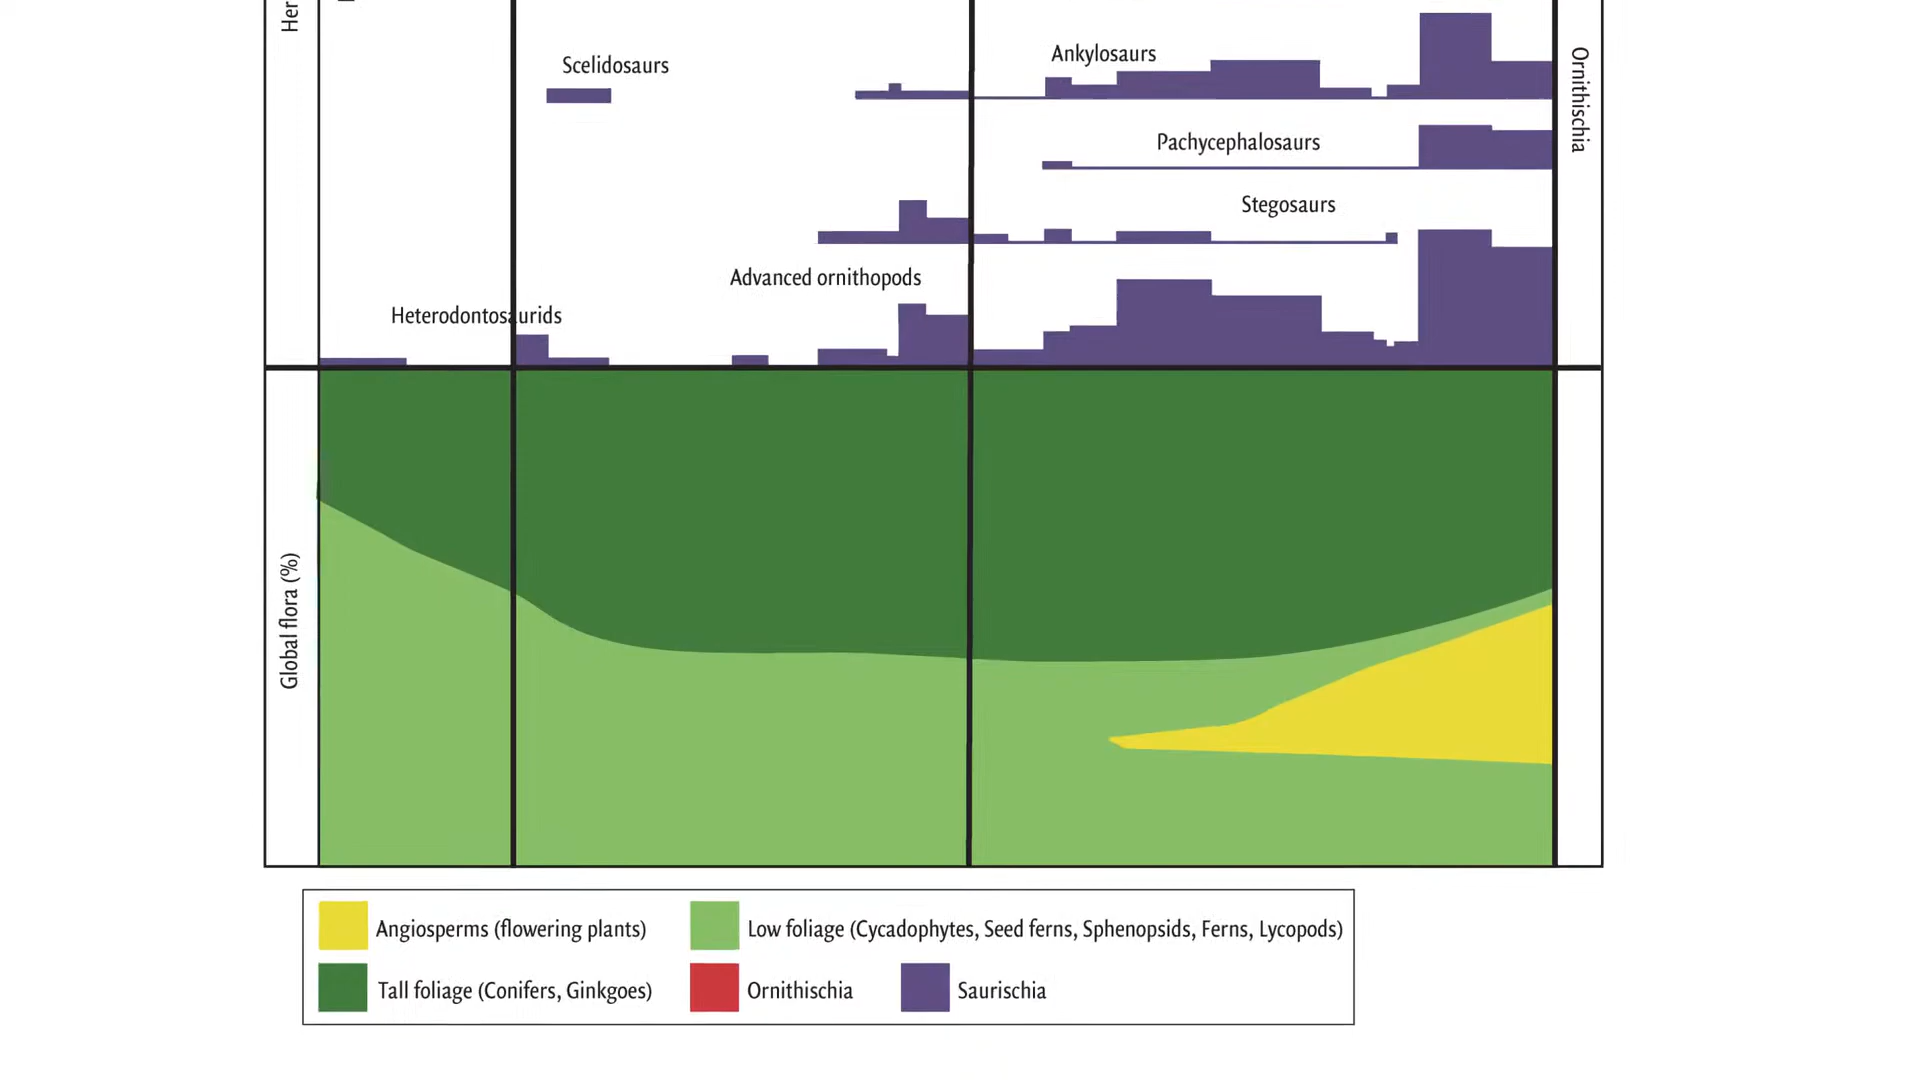 Her
Scelidosaurs
Ankylosaurs
Ornithischia
Pachycephalosaurs
Stegosaurs
Advanced ornithopods
Heterodontosaurids
Global flora (%)
Angiosperms (flowering plants)
Low foliage (Cycadophytes, Seed ferns, Sphenopsids, Ferns, Lycopods)
Tall foliage (Conifers, Ginkgoes)
Ornithischia
Saurischia